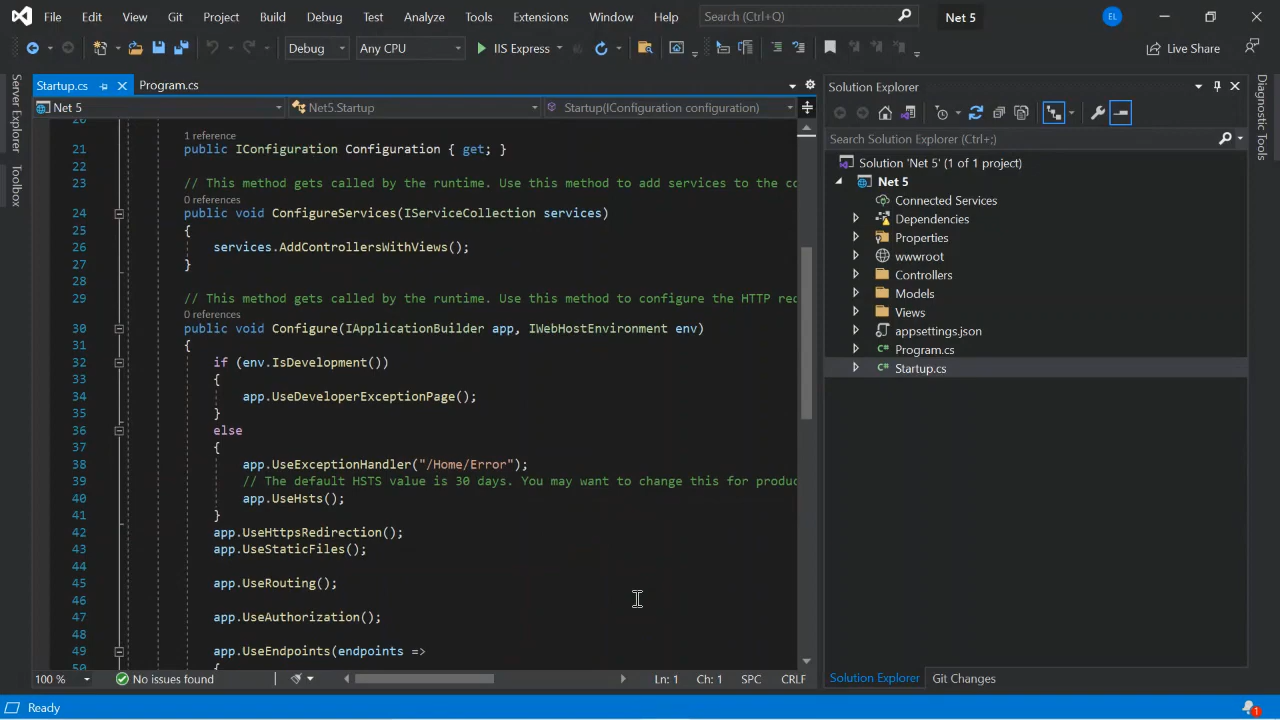 File Edit View Git Project Build Debug Test Analyze Tools Extensions Window Help Search (Ctrl+Q) Net 5 EL
Debug Any CPU IIS Express Live Share
Server Explorer
Toolbox
Startup.cs Program.cs
Net 5 Net5.Startup Startup(IConfiguration configuration)
20
1 reference
21 public IConfiguration Configuration { get; }
22
23 // This method gets called by the runtime. Use this method to add services to the co
0 references
24 public void ConfigureServices(IServiceCollection services)
25 {
26 services.AddControllersWithViews();
27 }
28
29 // This method gets called by the runtime. Use this method to configure the HTTP rec
0 references
30 public void Configure(IApplicationBuilder app, IWebHostEnvironment env)
31 {
32 if (env.IsDevelopment())
33 {
34 app.UseDeveloperExceptionPage();
35 }
36 else
37 {
38 app.UseExceptionHandler("/Home/Error");
39 // The default HSTS value is 30 days. You may want to change this for produc
40 app.UseHsts();
41 }
42 app.UseHttpsRedirection();
43 app.UseStaticFiles();
44
45 app.UseRouting();
46
47 app.UseAuthorization();
48
49 app.UseEndpoints(endpoints =>
50 {
100 % No issues found Ln: 1 Ch: 1 SPC CRLF
Solution Explorer
Search Solution Explorer (Ctrl+;)
Solution 'Net 5' (1 of 1 project)
Net 5
Connected Services
Dependencies
Properties
wwwroot
Controllers
Models
Views
appsettings.json
C# Program.cs
C# Startup.cs
Solution Explorer Git Changes
Diagnostic Tools
Ready 1